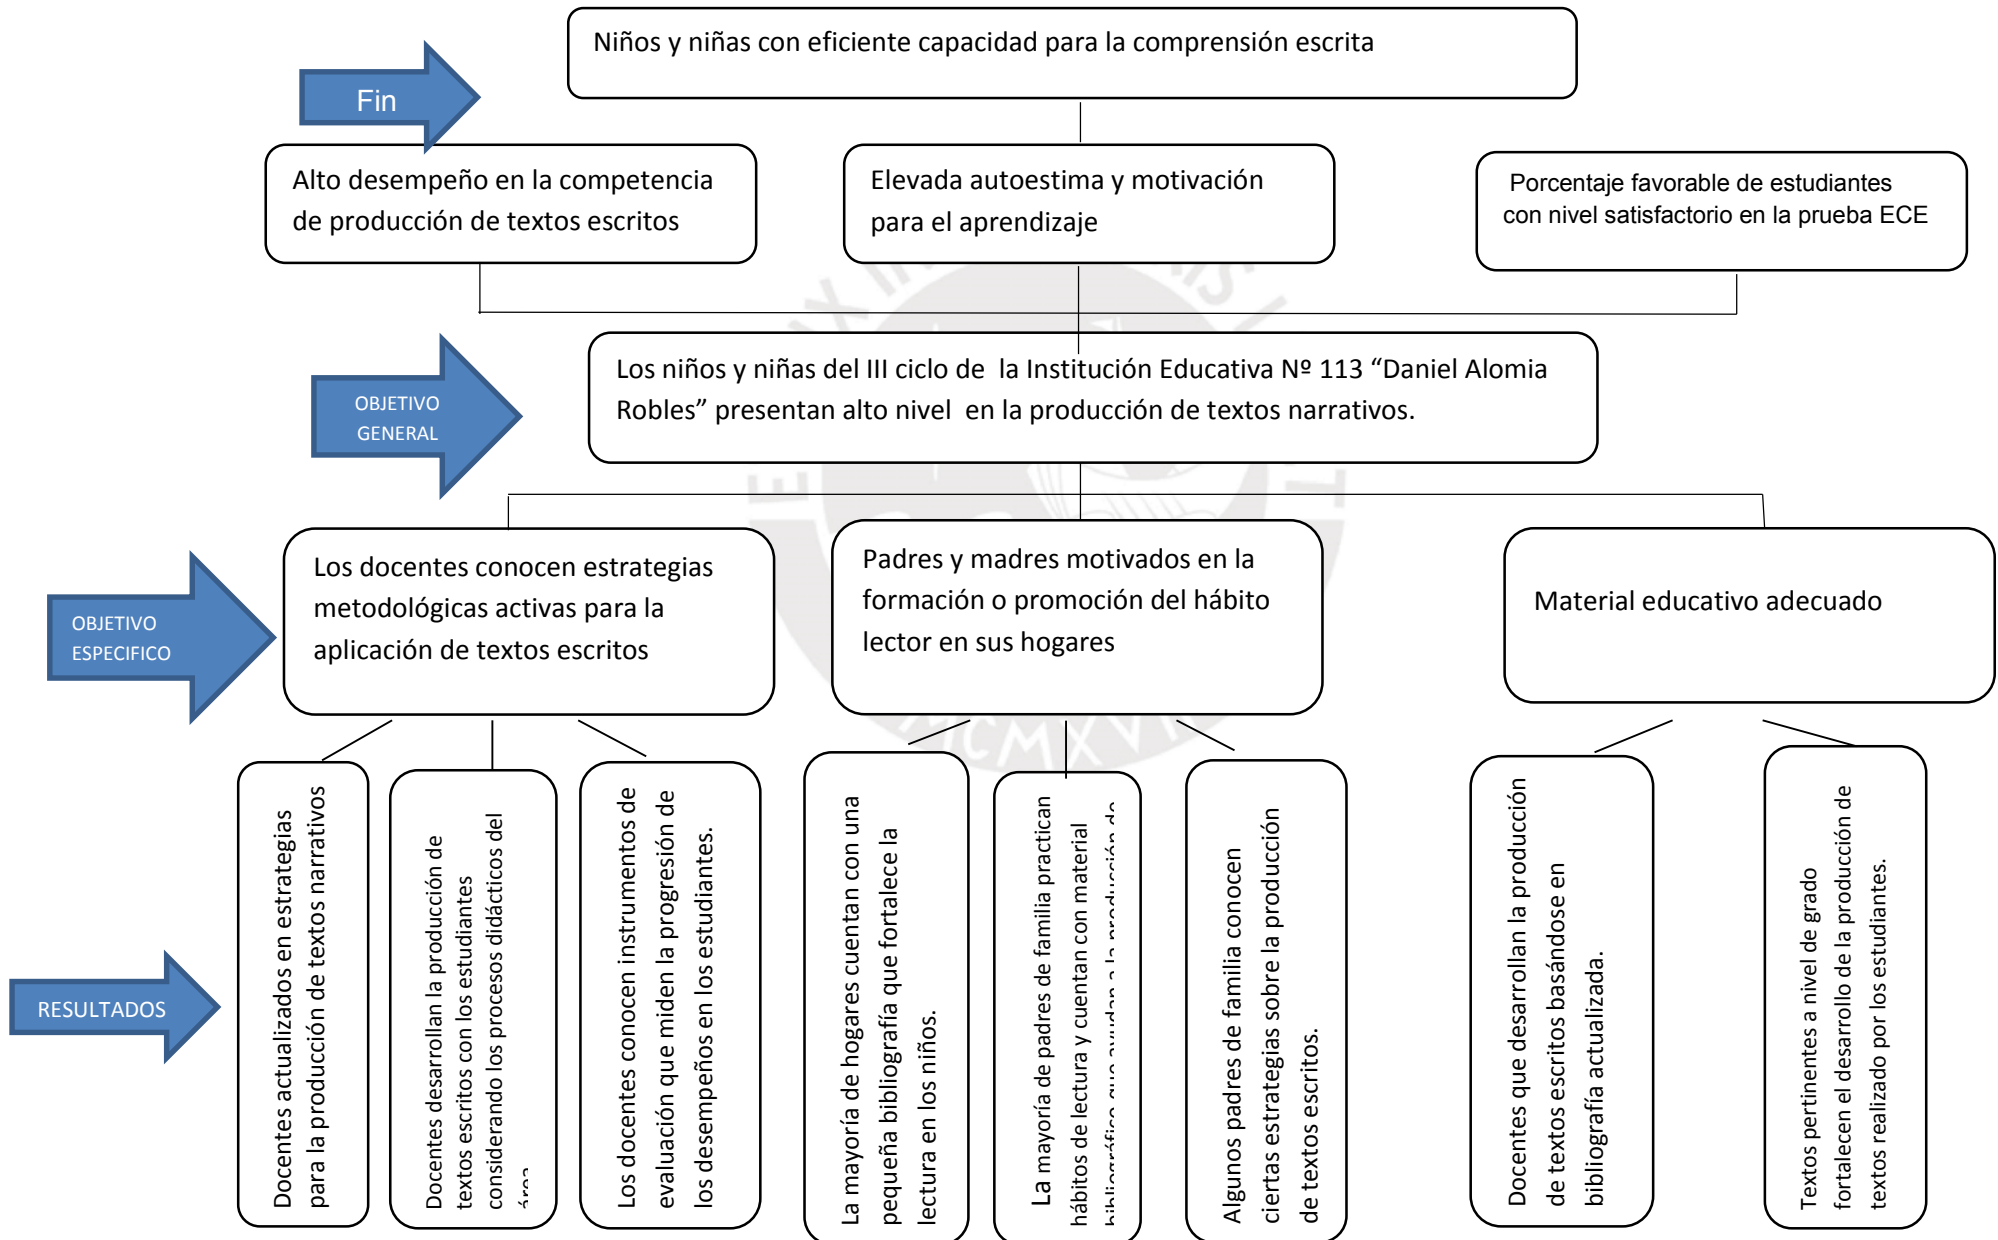 Niños y niñas con eficiente capacidad para la comprensión escrita
Fin
Alto desempeño en la competencia
de producción de textos escritos
Elevada autoestima y motivación
para el aprendizaje
Porcentaje favorable de estudiantes
con nivel satisfactorio en la prueba ECE
Los niños y niñas del III ciclo de la Institución Educativa Nº 113 “Daniel Alomia
Robles” presentan alto nivel en la producción de textos narrativos.
OBJETIVO
GENERAL
Los docentes conocen estrategias
metodológicas activas para la
aplicación de textos escritos
Padres y madres motivados en la
formación o promoción del hábito
lector en sus hogares
Material educativo adecuado
OBJETIVO
ESPECIFICO
RESULTADOS
Docentes actualizados en estrategias
para la producción de textos narrativos
Docentes desarrollan la producción de
textos escritos con los estudiantes
considerando los procesos didácticos del
área
Los docentes conocen instrumentos de
evaluación que miden la progresión de
los desempeños en los estudiantes.
La mayoría de hogares cuentan con una
pequeña bibliografía que fortalece la
lectura en los niños.
La mayoría de padres de familia practican
hábitos de lectura y cuentan con material
bibliográfico que ayudan a la producción de
Algunos padres de familia conocen
ciertas estrategias sobre la producción
de textos escritos.
Docentes que desarrollan la producción
de textos escritos basándose en
bibliografía actualizada.
Textos pertinentes a nivel de grado
fortalecen el desarrollo de la producción de
textos realizado por los estudiantes.
MCMXVII